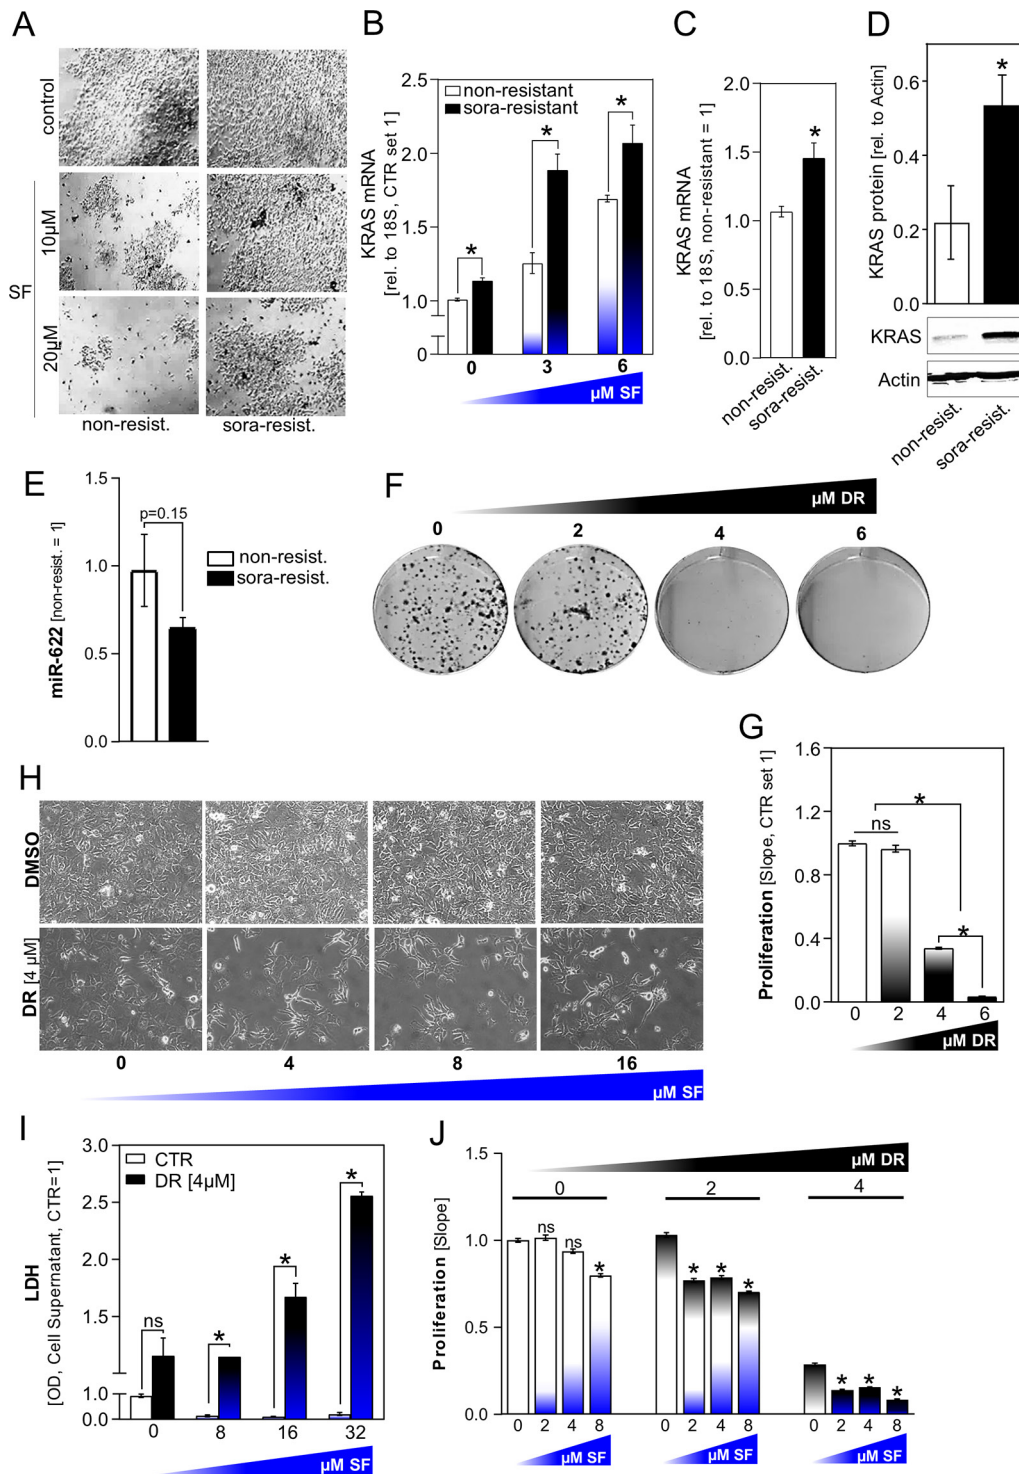 A
control
10µM
20µM
SF
non-resist.
sora-resist.
B
KRAS mRNA
[rel. to 18S, CTR set 1]
2.5
2.0
1.5
1.0
0
non-resistant
sora-resistant
*
*
*
0
3
6
µM SF
C
KRAS mRNA
[rel. to 18S, non-resistant = 1]
2.0
1.5
1.0
0.5
0.0
*
non-resist.
sora-resist.
D
KRAS protein [rel. to Actin]
0.6
0.4
0.2
0.0
*
KRAS
Actin
non-resist.
sora-resist.
E
miR-622 [non-resist. = 1]
1.5
1.0
0.5
0.0
p=0.15
non-resist.
sora-resist.
F
µM DR
0
2
4
6
G
Proliferation [Slope, CTR set 1]
1.6
1.2
0.8
0.4
0.0
ns
*
*
0
2
4
6
µM DR
H
DMSO
DR [4 µM]
0
4
8
16
µM SF
I
LDH
[OD, Cell Supernatant, CTR=1]
3.0
2.5
2.0
1.5
1.0
0.0
CTR
DR [4µM]
ns
*
*
*
0
8
16
32
µM SF
J
Proliferation [Slope]
1.5
1.0
0.5
0.0
µM DR
0
2
4
ns
ns
*
*
*
*
*
*
*
0 2 4 8
0 2 4 8
0 2 4 8
µM SF
µM SF
µM SF